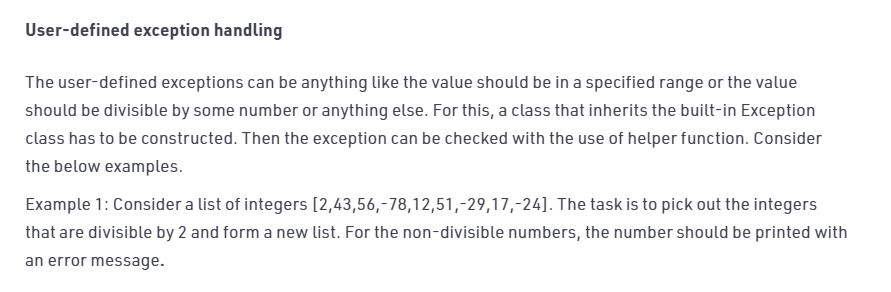 User-defined exception handling
The user-defined exceptions can be anything like the value should be in a specified range or the value
should be divisible by some number or anything else. For this, a class that inherits the built-in Exception
class has to be constructed. Then the exception can be checked with the use of helper function. Consider
the below examples.
Example 1: Consider a list of integers [2,43,56,-78,12,51,-29,17,-24]. The task is to pick out the integers
that are divisible by 2 and form a new list. For the non-divisible numbers, the number should be printed with
an error message.